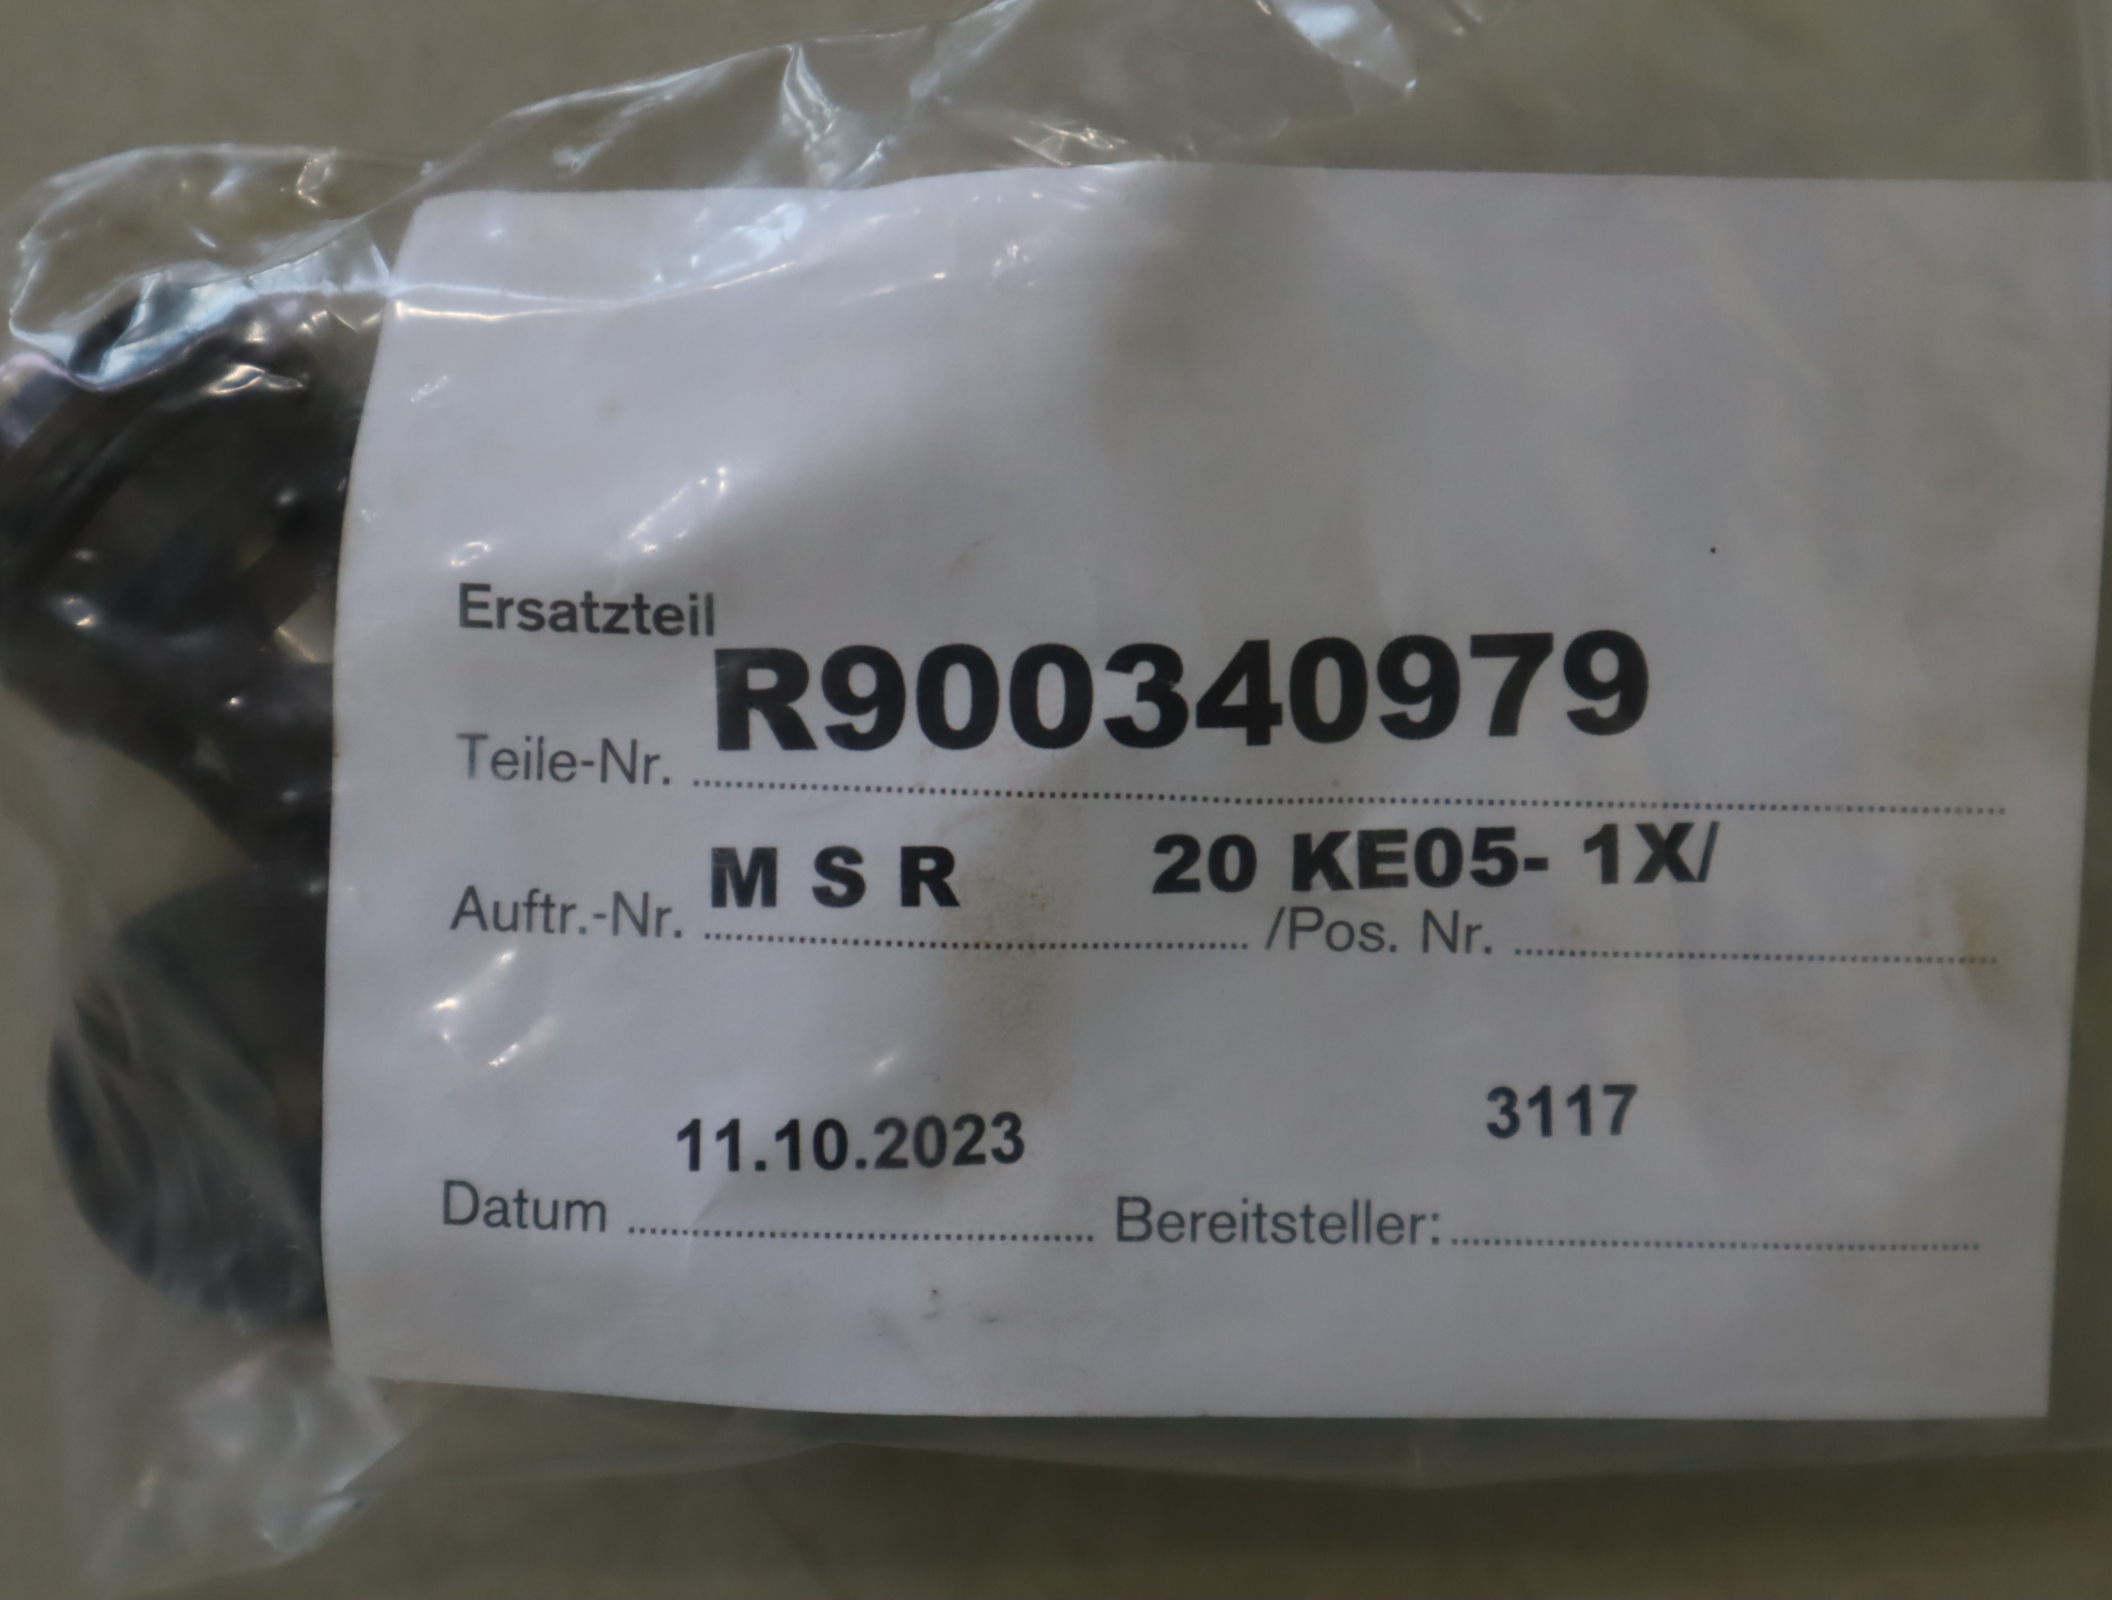 Ersatzteil
Teile-Nr. R900340979
M S R 20 KE05- 1X/
Auftr.-Nr. /Pos. Nr.
11.10.2023 3117
Datum Bereitsteller: